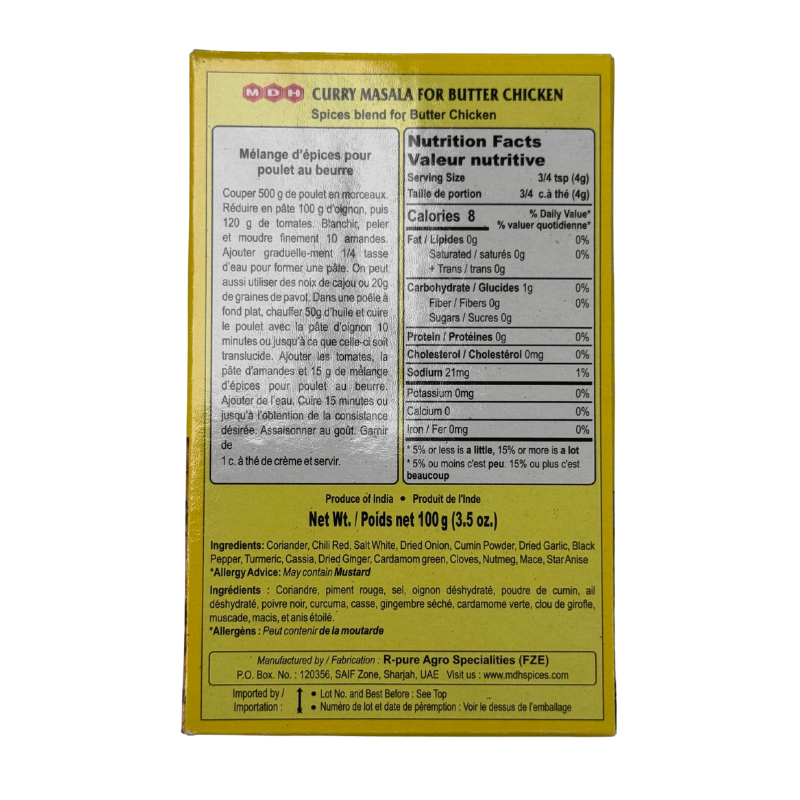 MDH CURRY MASALA FOR BUTTER CHICKEN
Spices blend for Butter Chicken
Mélange d'épices pour
poulet au beurre
Couper 500 g de poulet en morceaux.
Réduire en pâte 100 g d'oignon, puis
120 g de tomates. Blanchir, peler
et moudre finement 10 amandes.
Ajouter graduelle-ment 1/4 tasse
d'eau pour former une pâte. On peut
aussi utiliser des noix de cajou ou 20g
de graines de pavot. Dans une poêle à
fond plat, chauffer 50g d'huile et cuire
le poulet avec la pâte d'oignon 10
minutes ou jusqu'à ce que celle-ci soit
translucide. Ajouter les tomates, la
pâte d'amandes et 15 g de mélange
d'épices pour poulet au beurre.
Ajouter de l'eau. Cuire 15 minutes ou
jusqu'à l'obtention de la consistance
désirée. Assaisonner au goût. Garnir
de
1 c. à thé de crème et servir.
Nutrition Facts
Valeur nutritive
Serving Size 3/4 tsp (4g)
Taille de portion 3/4 c.à thé (4g)
Calories 8 % Daily Value*
% valeur quotidienne*
Fat / Lipides 0g 0%
Saturated / saturés 0g 0%
+ Trans / trans 0g
Carbohydrate / Glucides 1g 0%
Fiber / Fibers 0g 0%
Sugars / Sucres 0g
Protein / Protéines 0g 0%
Cholesterol / Cholestérol 0mg 0%
Sodium 21mg 1%
Potassium 0mg 0%
Calcium 0 0%
Iron / Fer 0mg 0%
* 5% or less is a little, 15% or more is a lot
* 5% ou moins c'est peu. 15% ou plus c'est
beaucoup
Produce of India • Produit de l'Inde
Net Wt. / Poids net 100 g (3.5 oz.)
Ingredients: Coriander, Chili Red, Salt White, Dried Onion, Cumin Powder, Dried Garlic, Black
Pepper, Turmeric, Cassia, Dried Ginger, Cardamom green, Cloves, Nutmeg, Mace, Star Anise
*Allergy Advice: May contain Mustard
Ingrédients : Coriandre, piment rouge, sel, oignon déshydraté, poudre de cumin, ail
déshydraté, poivre noir, curcuma, casse, gingembre séché, cardamome verte, clou de girofle,
muscade, macis, et anis étoilé.
*Allergèns : Peut contenir de la moutarde
Manufactured by / Fabrication : R-pure Agro Specialities (FZE)
P.O. Box. No. : 120356, SAIF Zone, Sharjah, UAE Visit us : www.mdhspices.com
Imported by / • Lot No. and Best Before : See Top
Importation : • Numéro de lot et date de péremption : Voir le dessus de l'emballage